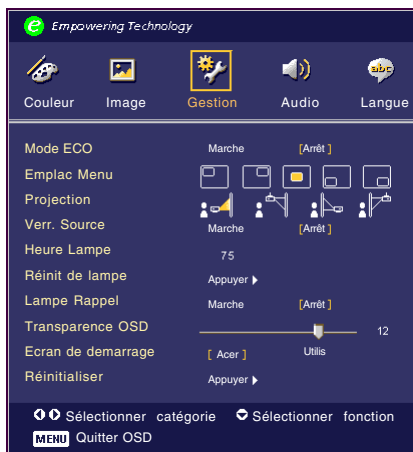 e Empowering Technology
abc
Couleur Image Gestion Audio Langue
Mode ECO Marche [Arrêt ]
Emplac Menu
Projection
Verr. Source Marche [Arrêt ]
Heure Lampe 75
Réinit de lampe Appuyer
Lampe Rappel Marche [Arrêt ]
Transparence OSD 12
Ecran de demarrage [ Acer ] Utilis
Réinitialiser Appuyer
Sélectionner catégorie Sélectionner fonction
MENU Quitter OSD